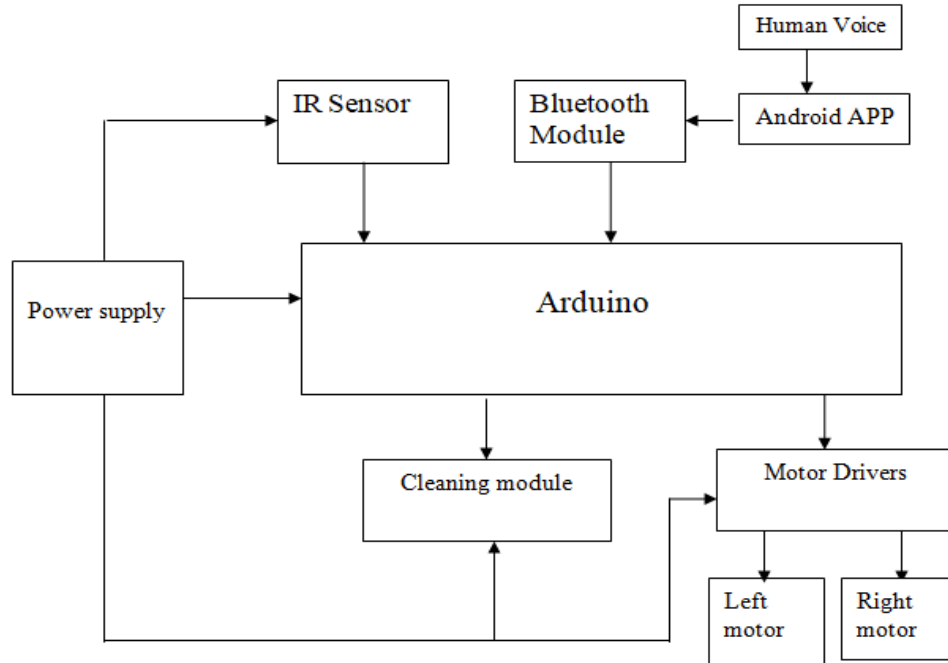 Human Voice
IR Sensor
Bluetooth
Module
Android APP
Power supply
Arduino
Cleaning module
Motor Drivers
Left
motor
Right
motor